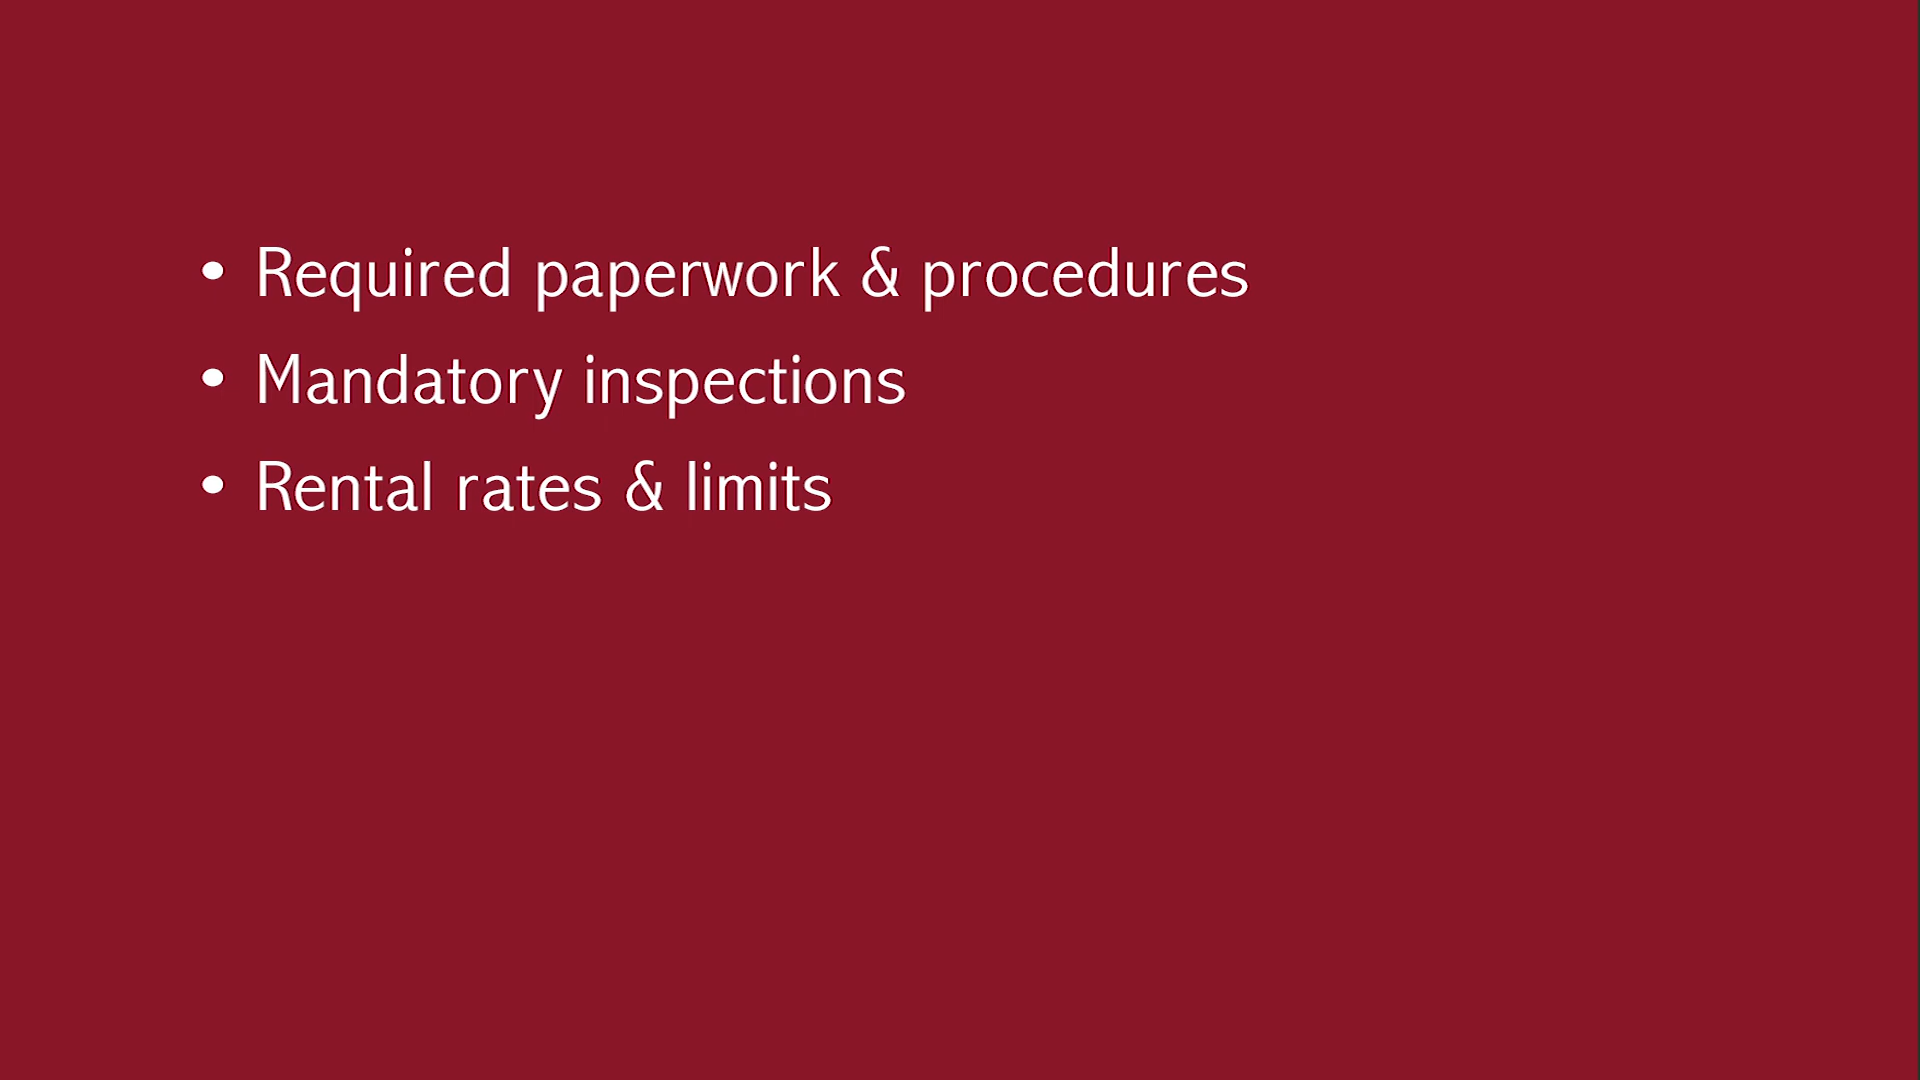 • Required paperwork & procedures
• Mandatory inspections
• Rental rates & limits